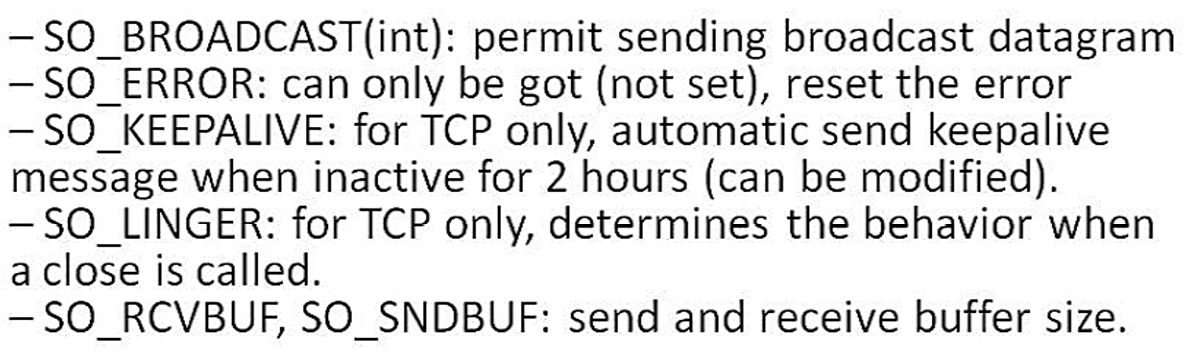 – SO_BROADCAST(int): permit sending broadcast datagram
– SO_ERROR: can only be got (not set), reset the error
– SO_KEEPALIVE: for TCP only, automatic send keepalive
message when inactive for 2 hours (can be modified).
– SO_LINGER: for TCP only, determines the behavior when
a close is called.
– SO_RCVBUF, SO_SNDBUF: send and receive buffer size.